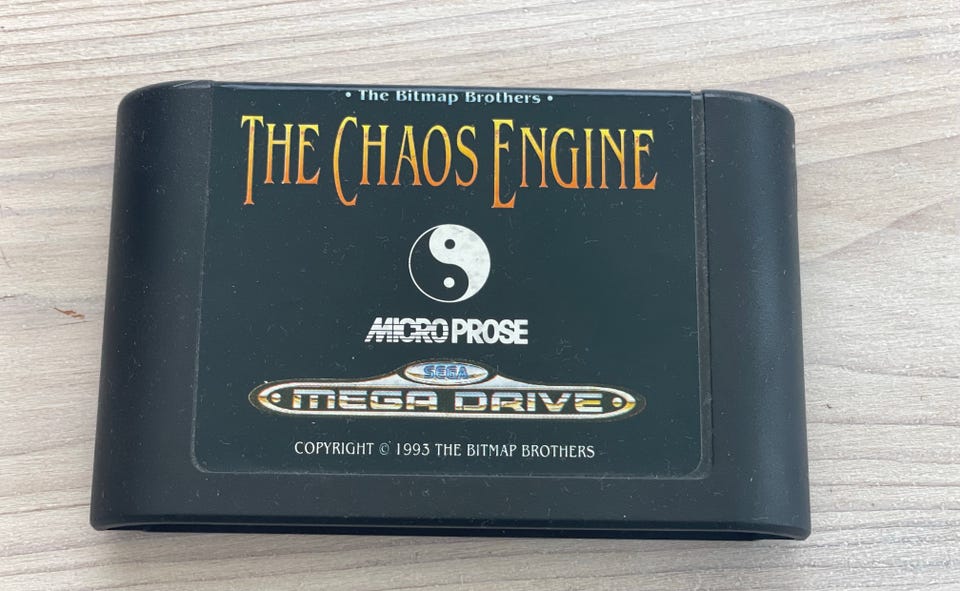 • The Bitmap Brothers •
THE CHAOS ENGINE
MICROPROSE
SEGA
MEGA DRIVE
COPYRIGHT © 1993 THE BITMAP BROTHERS